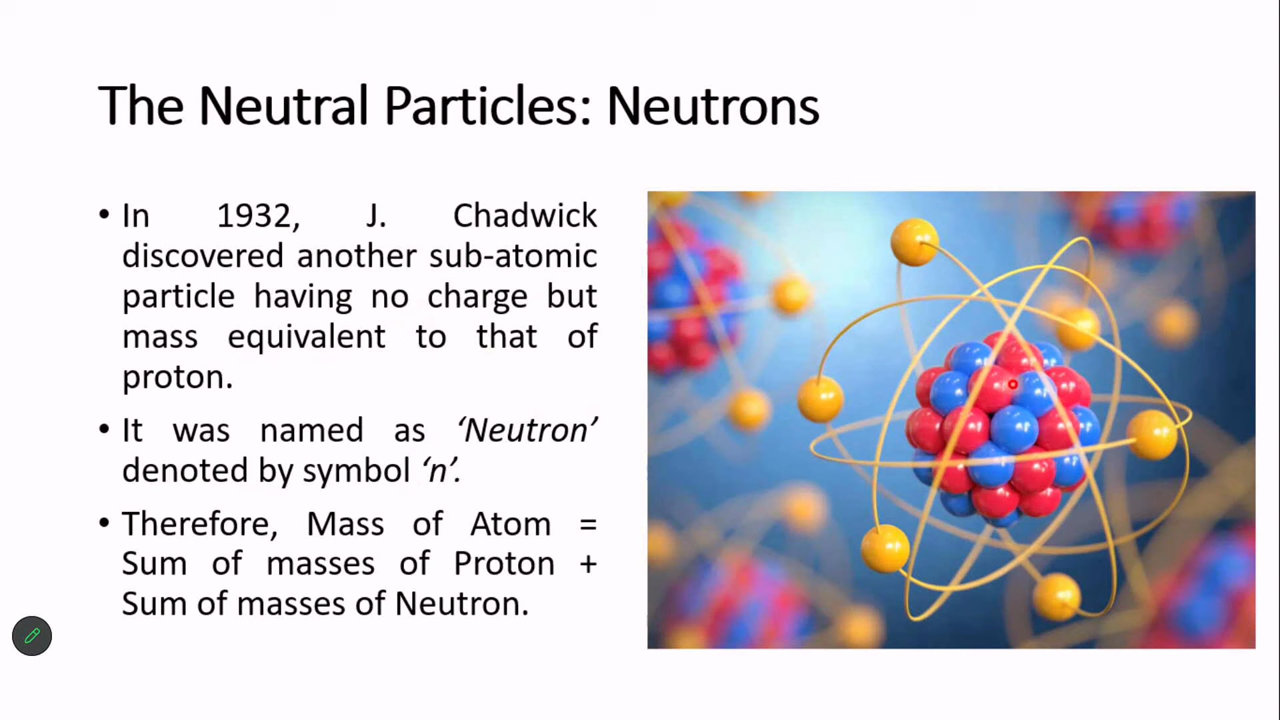 The Neutral Particles: Neutrons
• In 1932, J. Chadwick
discovered another sub-atomic
particle having no charge but
mass equivalent to that of
proton.
• It was named as ‘Neutron’
denoted by symbol ‘n’.
• Therefore, Mass of Atom =
Sum of masses of Proton +
Sum of masses of Neutron.